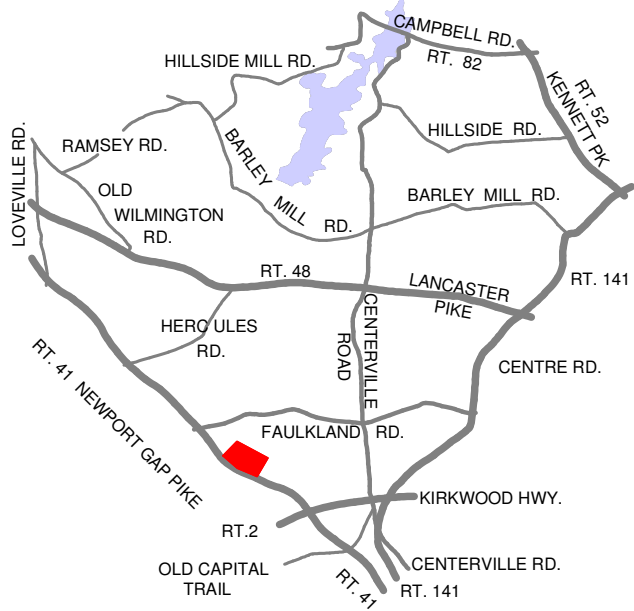 CAMPBELL RD.
RT. 82
HILLSIDE MILL RD.
RT. 52
KENNETT PK
HILLSIDE RD.
LOVEVILLE RD.
RAMSEY RD.
BARLEY MILL RD.
OLD
WILMINGTON
RD.
BARLEY MILL RD.
RT. 48
LANCASTER
PIKE
RT. 141
HERCULES
RD.
CENTERVILLE
ROAD
CENTRE RD.
RT. 41 NEWPORT GAP PIKE
FAULKLAND RD.
KIRKWOOD HWY.
RT.2
OLD CAPITAL
TRAIL
CENTERVILLE RD.
RT. 41
RT. 141